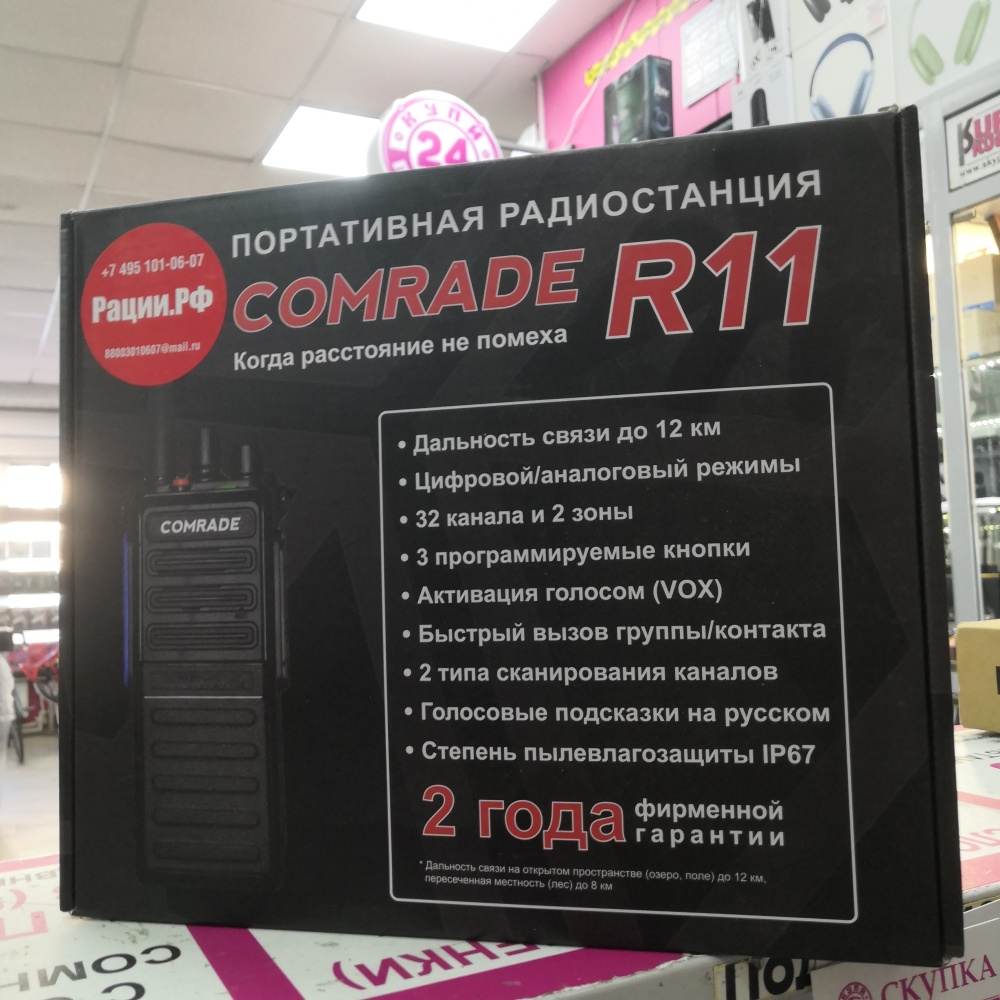 КУПИ
24
ПОРТАТИВНАЯ РАДИОСТАНЦИЯ
COMRADE R11
Когда расстояние не помеха
+7 495 101-06-07
Рации.РФ
88003010607@mail.ru
COMRADE
• Дальность связи до 12 км
• Цифровой/аналоговый режимы
• 32 канала и 2 зоны
• 3 программируемые кнопки
• Активация голосом (VOX)
• Быстрый вызов группы/контакта
• 2 типа сканирования каналов
• Голосовые подсказки на русском
• Степень пылевлагозащиты IP67
2 года фирменной
гарантии
* Дальность связи на открытом пространстве (озеро, поле) до 12 км,
пересеченная местность (лес) до 8 км
СКУПКА